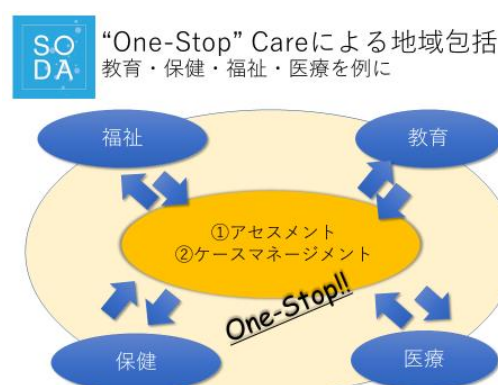 SO
DA
“One-Stop” Careによる地域包括
教育・保健・福祉・医療を例に
福祉
教育
①アセスメント
②ケースマネージメント
One-Stop!!
保健
医療